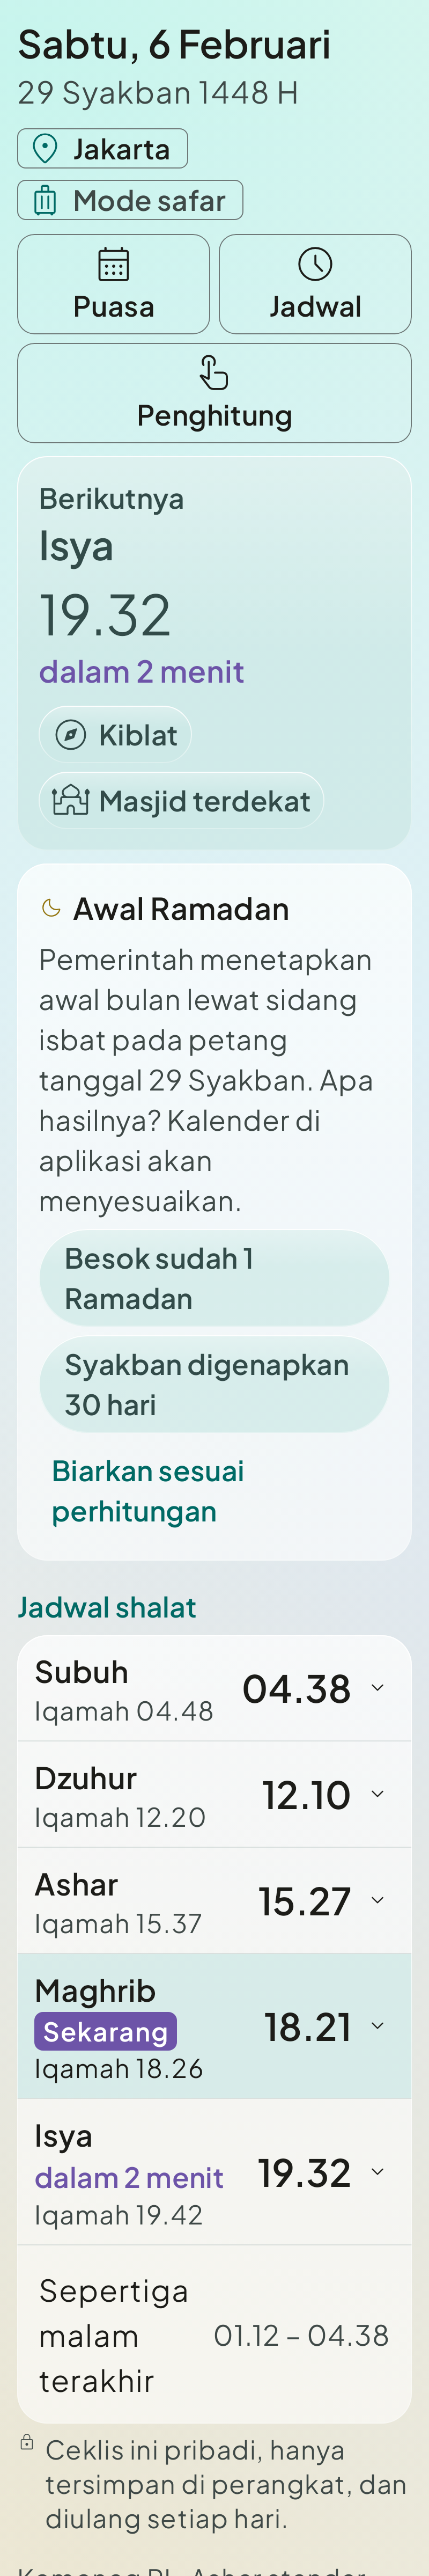 Sabtu, 6 Februari
29 Syakban 1448 H
Jakarta
Mode safar
Puasa
Jadwal
Penghitung
Berikutnya
Isya
19.32
dalam 2 menit
Kiblat
Masjid terdekat
Awal Ramadan
Pemerintah menetapkan
awal bulan lewat sidang
isbat pada petang
tanggal 29 Syakban. Apa
hasilnya? Kalender di
aplikasi akan
menyesuaikan.
Besok sudah 1
Ramadan
Syakban digenapkan
30 hari
Biarkan sesuai
perhitungan
Jadwal shalat
Subuh
Iqamah 04.48
04.38
Dzuhur
Iqamah 12.20
12.10
Ashar
Iqamah 15.37
15.27
Maghrib
Sekarang
Iqamah 18.26
18.21
Isya
dalam 2 menit
Iqamah 19.42
19.32
Sepertiga
malam
terakhir
01.12 – 04.38
Ceklis ini pribadi, hanya
tersimpan di perangkat, dan
diulang setiap hari.